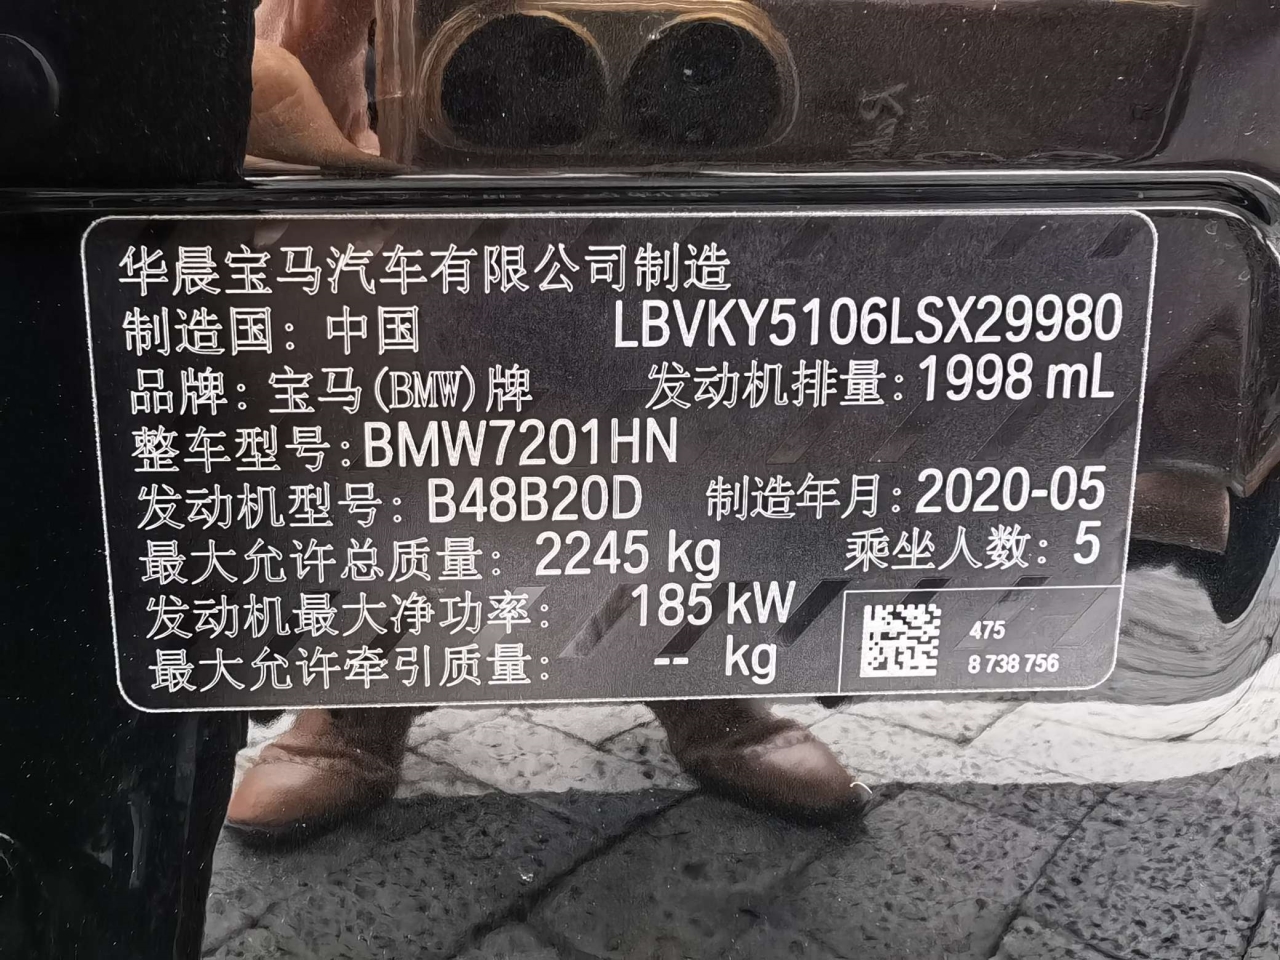 华晨宝马汽车有限公司制造
制造国：中国 LBVKY5106LSX29980
品牌：宝马(BMW)牌 发动机排量：1998 mL
整车型号：BMW7201HN
发动机型号：B48B20D 制造年月：2020-05
最大允许总质量：2245 kg 乘坐人数：5
发动机最大净功率：185 kW
最大允许牵引质量：-- kg
475
8 738 756